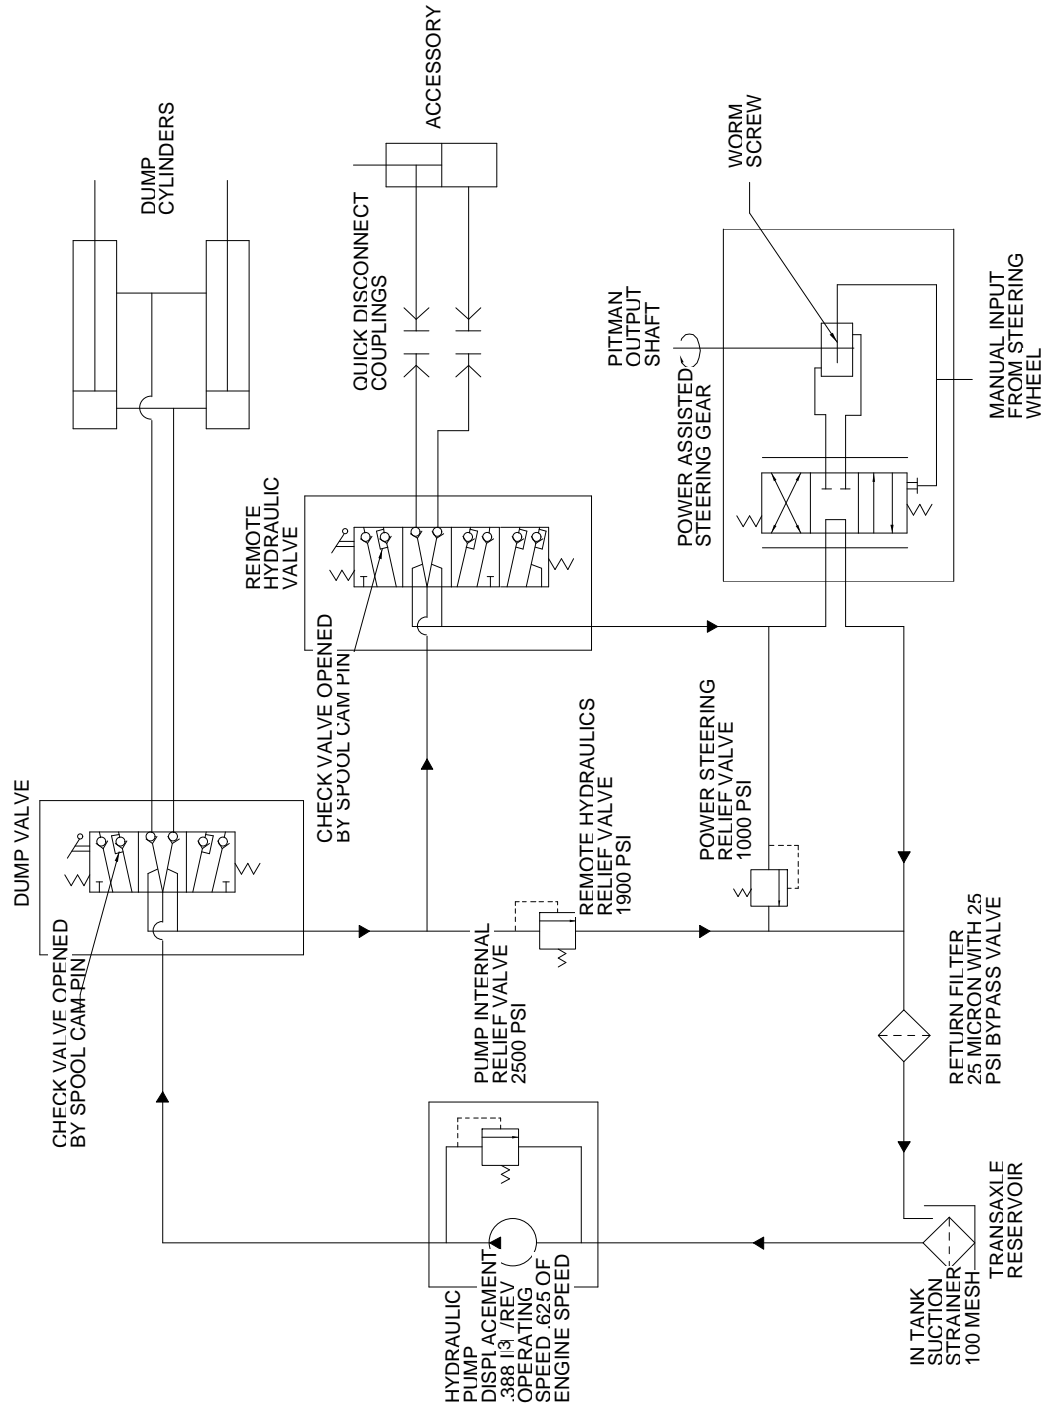 DUMP
CYLINDERS
ACCESSORY
QUICK DISCONNECT
COUPLINGS
WORM
SCREW
PITMAN
OUTPUT
SHAFT
POWER ASSISTED
STEERING GEAR
MANUAL INPUT
FROM STEERING
WHEEL
REMOTE
HYDRAULIC
VALVE
CHECK VALVE OPENED
BY SPOOL CAM PIN
DUMP VALVE
CHECK VALVE OPENED
BY SPOOL CAM PIN
REMOTE HYDRAULICS
RELIEF VALVE
1900 PSI
POWER STEERING
RELIEF VALVE
1000 PSI
PUMP INTERNAL
RELIEF VALVE
2500 PSI
RETURN FILTER
25 MICRON WITH 25
PSI BYPASS VALVE
HYDRAULIC
PUMP
DISPLACEMENT
.388 /REV
OPERATING
SPEED .625 OF
ENGINE SPEED
IN TANK
SUCTION
STRAINER
100 MESH
TRANSAXLE
RESERVOIR